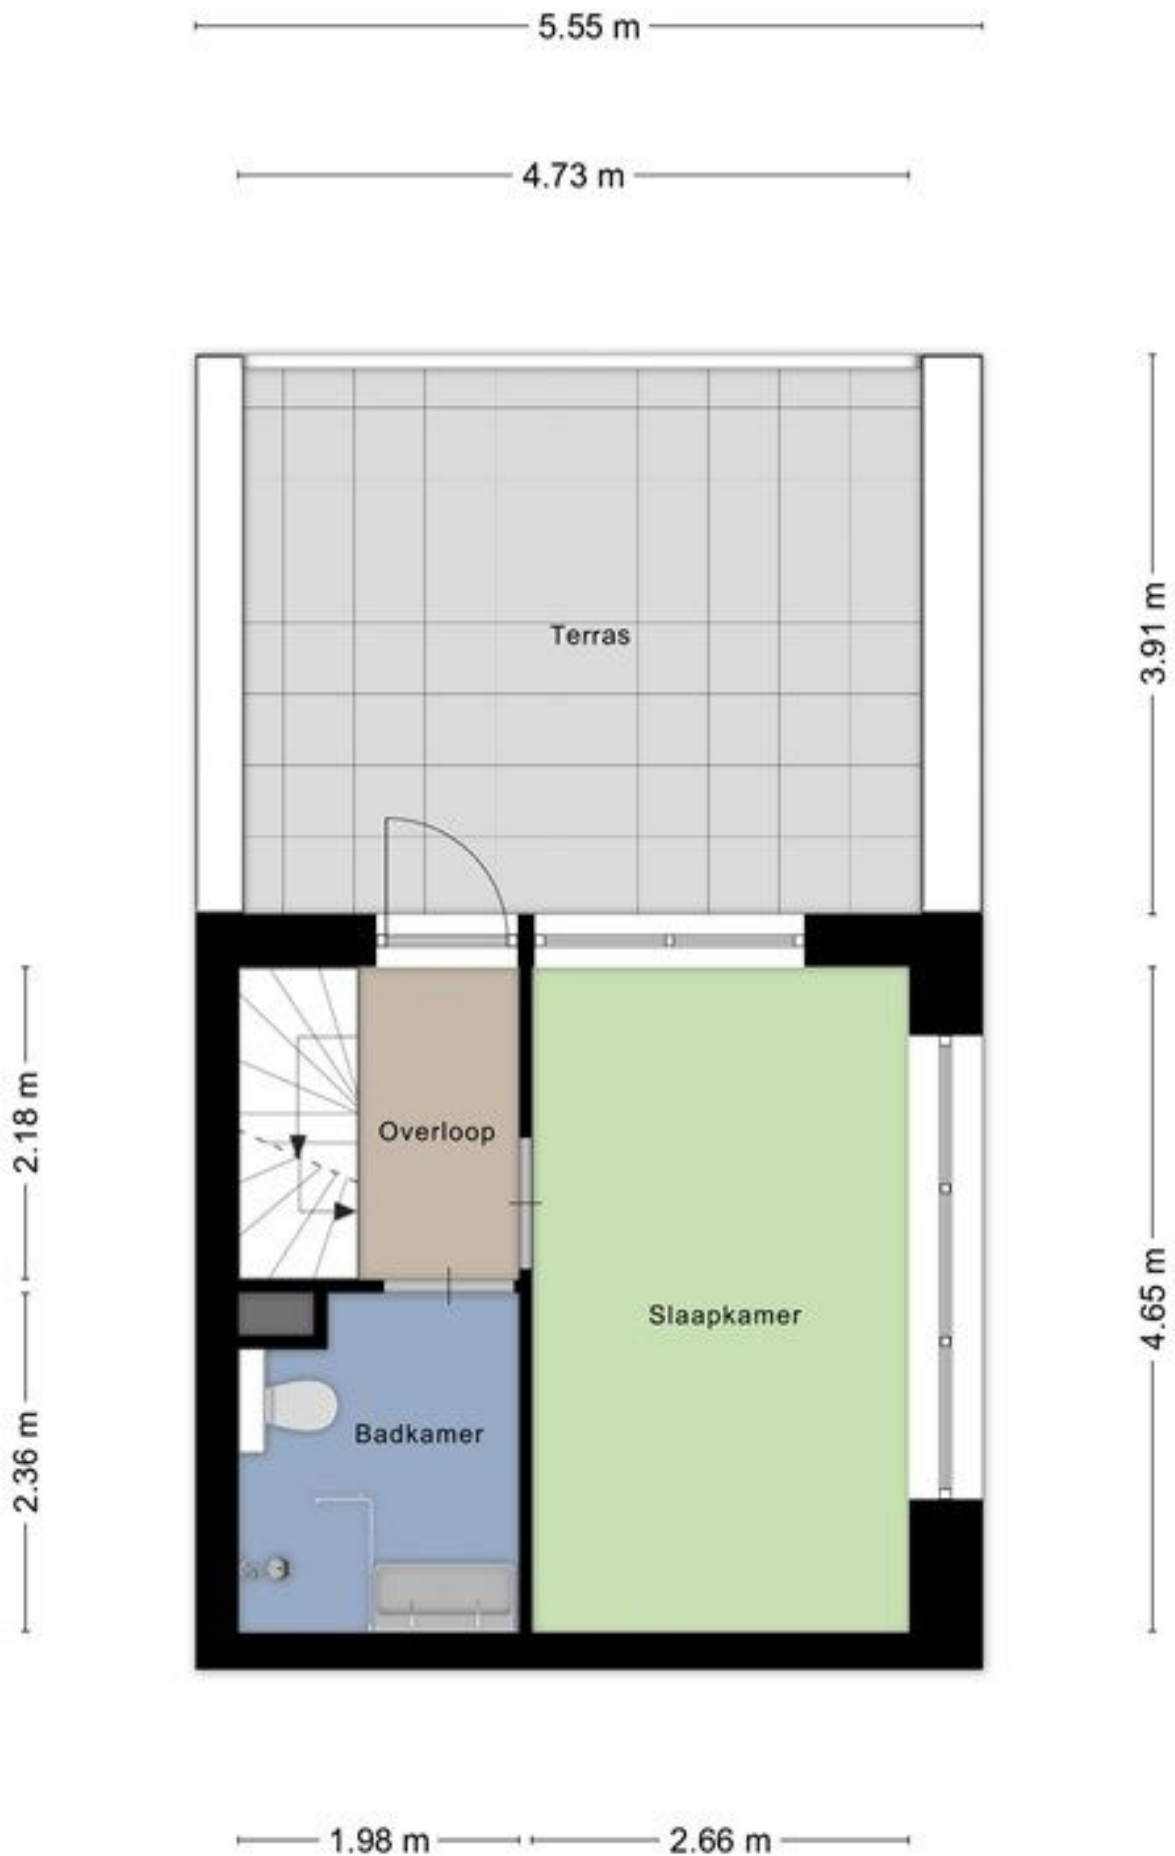 5.55 m
4.73 m
3.91 m
Terras
2.18 m
Overloop
Slaapkamer
4.65 m
2.36 m
Badkamer
1.98 m
2.66 m